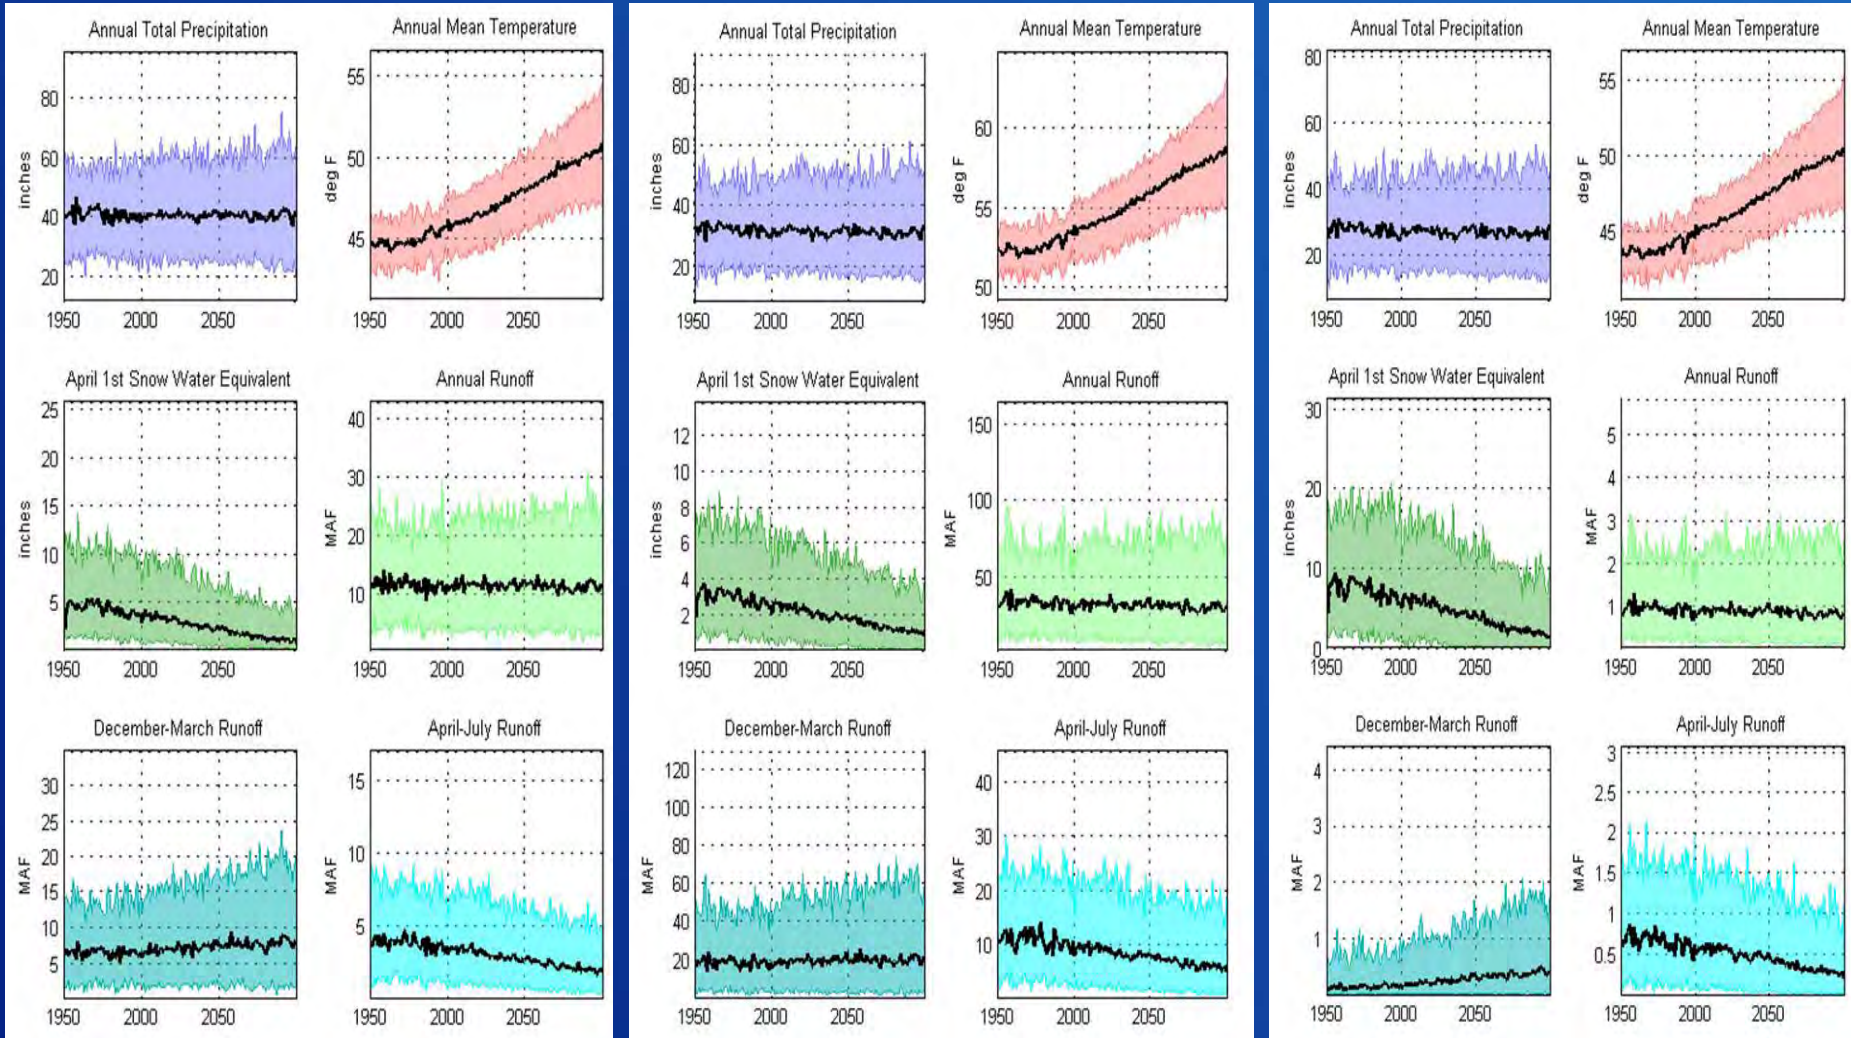 Annual Total Precipitation
80
60
40
20
inches
1950 2000 2050
Annual Mean Temperature
55
50
45
deg F
1950 2000 2050
April 1st Snow Water Equivalent
25
20
15
10
5
inches
1950 2000 2050
Annual Runoff
40
30
20
10
MAF
1950 2000 2050
December-March Runoff
30
25
20
15
10
5
MAF
1950 2000 2050
April-July Runoff
15
10
5
MAF
1950 2000 2050
Annual Total Precipitation
80
60
40
20
inches
1950 2000 2050
Annual Mean Temperature
60
55
50
deg F
1950 2000 2050
April 1st Snow Water Equivalent
12
10
8
6
4
2
inches
1950 2000 2050
Annual Runoff
150
100
50
MAF
1950 2000 2050
December-March Runoff
120
100
80
60
40
20
MAF
1950 2000 2050
April-July Runoff
40
30
20
10
MAF
1950 2000 2050
Annual Total Precipitation
80
60
40
20
inches
1950 2000 2050
Annual Mean Temperature
55
50
45
deg F
1950 2000 2050
April 1st Snow Water Equivalent
30
20
10
0
inches
1950 2000 2050
Annual Runoff
5
4
3
2
1
MAF
1950 2000 2050
December-March Runoff
4
3
2
1
MAF
1950 2000 2050
April-July Runoff
3
2.5
2
1.5
1
0.5
MAF
1950 2000 2050